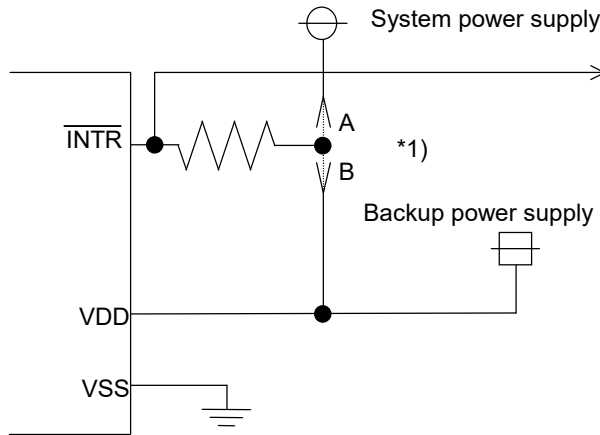 System power supply
A
INTR
*1)
B
Backup power supply
VDD
VSS